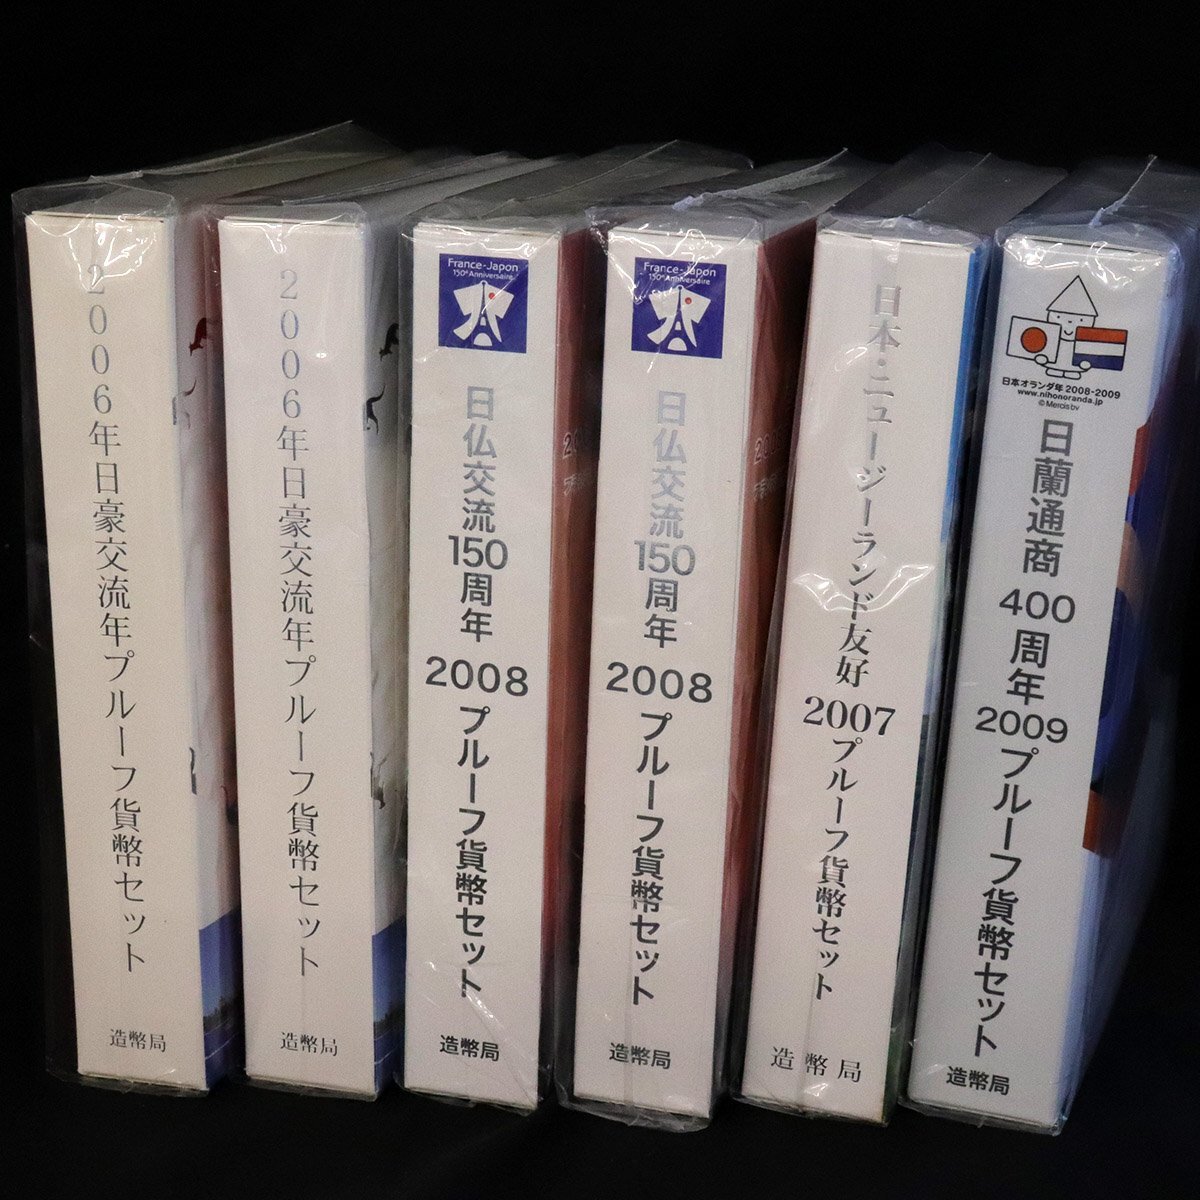 2006年日豪交流年プルーフ貨幣セット
造幣局
2006年日豪交流年プルーフ貨幣セット
造幣局
France-Japon
150e Anniversaire
日仏交流
150
周年
2008
プルーフ貨幣セット
造幣局
France-Japon
150e Anniversaire
日仏交流
150
周年
2008
プルーフ貨幣セット
造幣局
日本・ニュージーランド友好
2007
プルーフ貨幣セット
造幣局
日本オランダ年 2008-2009
www.nihonoranda.jp
© Mercis bv
日蘭通商
400
周年
2009
プルーフ貨幣セット
造幣局